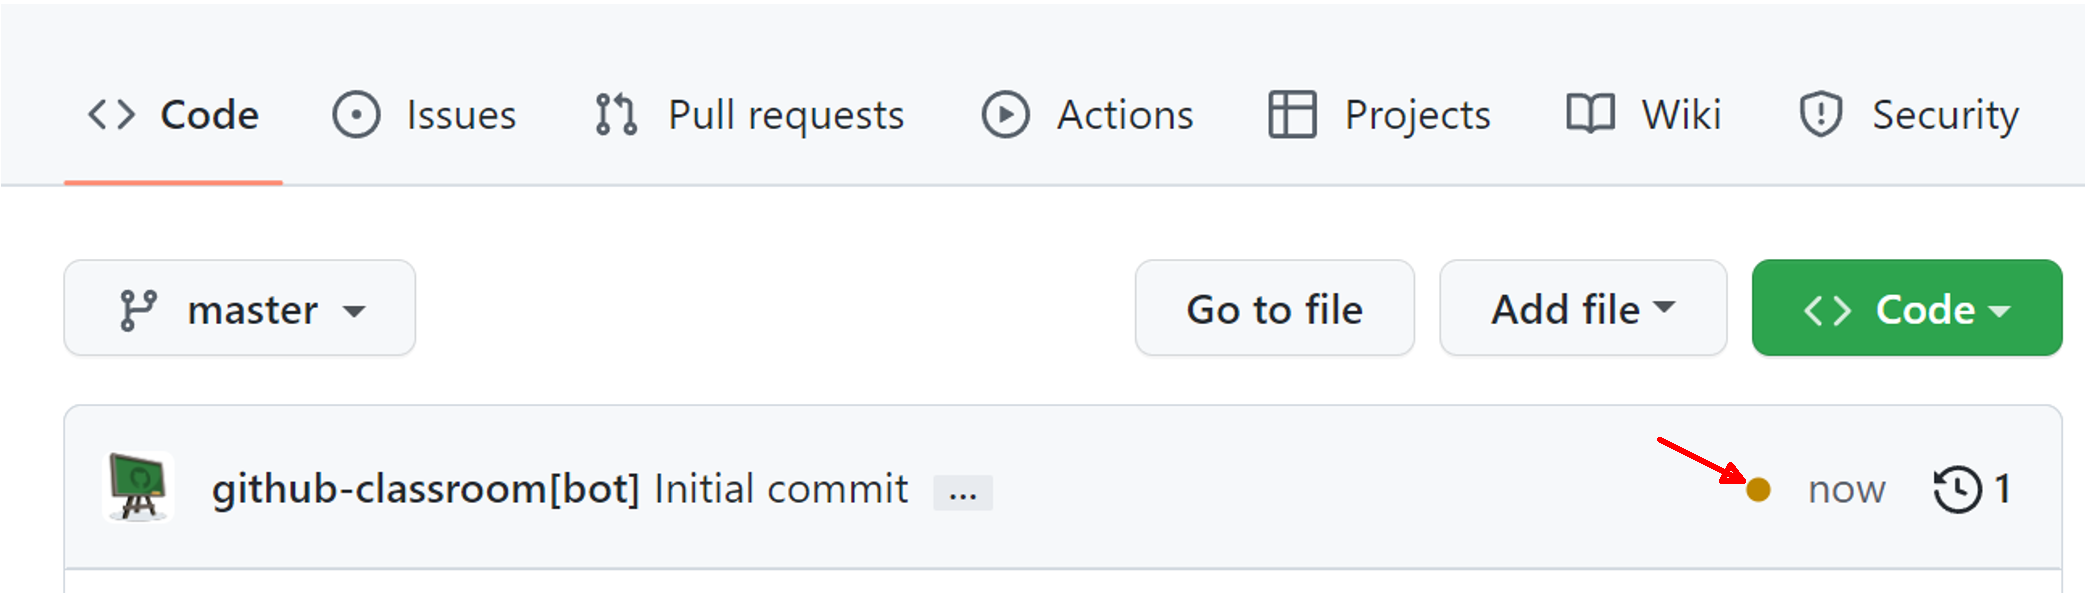 Code Issues Pull requests Actions Projects Wiki Security
master Go to file Add file Code
github-classroom[bot] Initial commit ... now 1